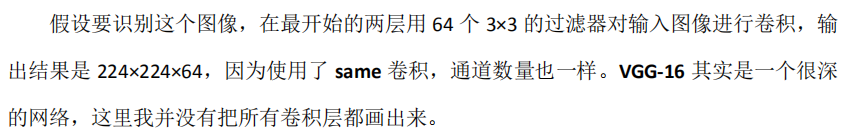 假设要识别这个图像，在最开始的两层用 64 个 3×3 的过滤器对输入图像进行卷积，输
出结果是 224×224×64，因为使用了 same 卷积，通道数量也一样。VGG-16 其实是一个很深
的网络，这里我并没有把所有卷积层都画出来。